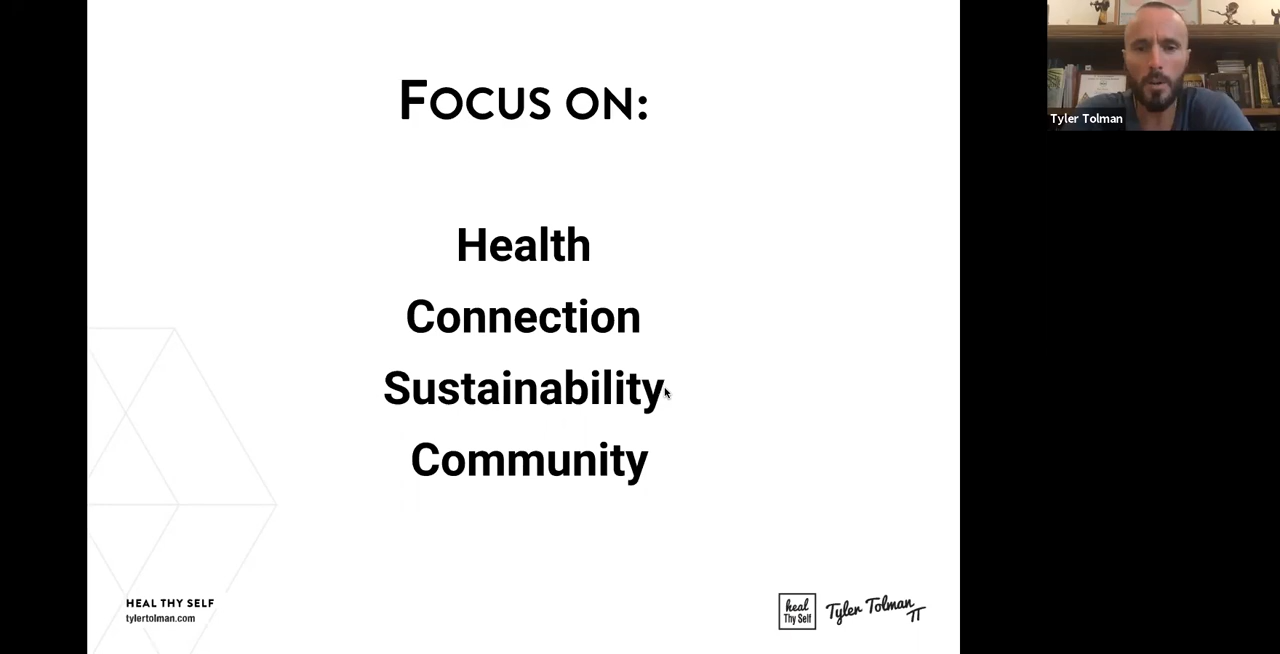 FOCUS ON:
Health
Connection
Sustainability
Community
HEAL THY SELF
tylertolman.com
heal
Thy Self
Tyler Tolman
TT
Tyler Tolman